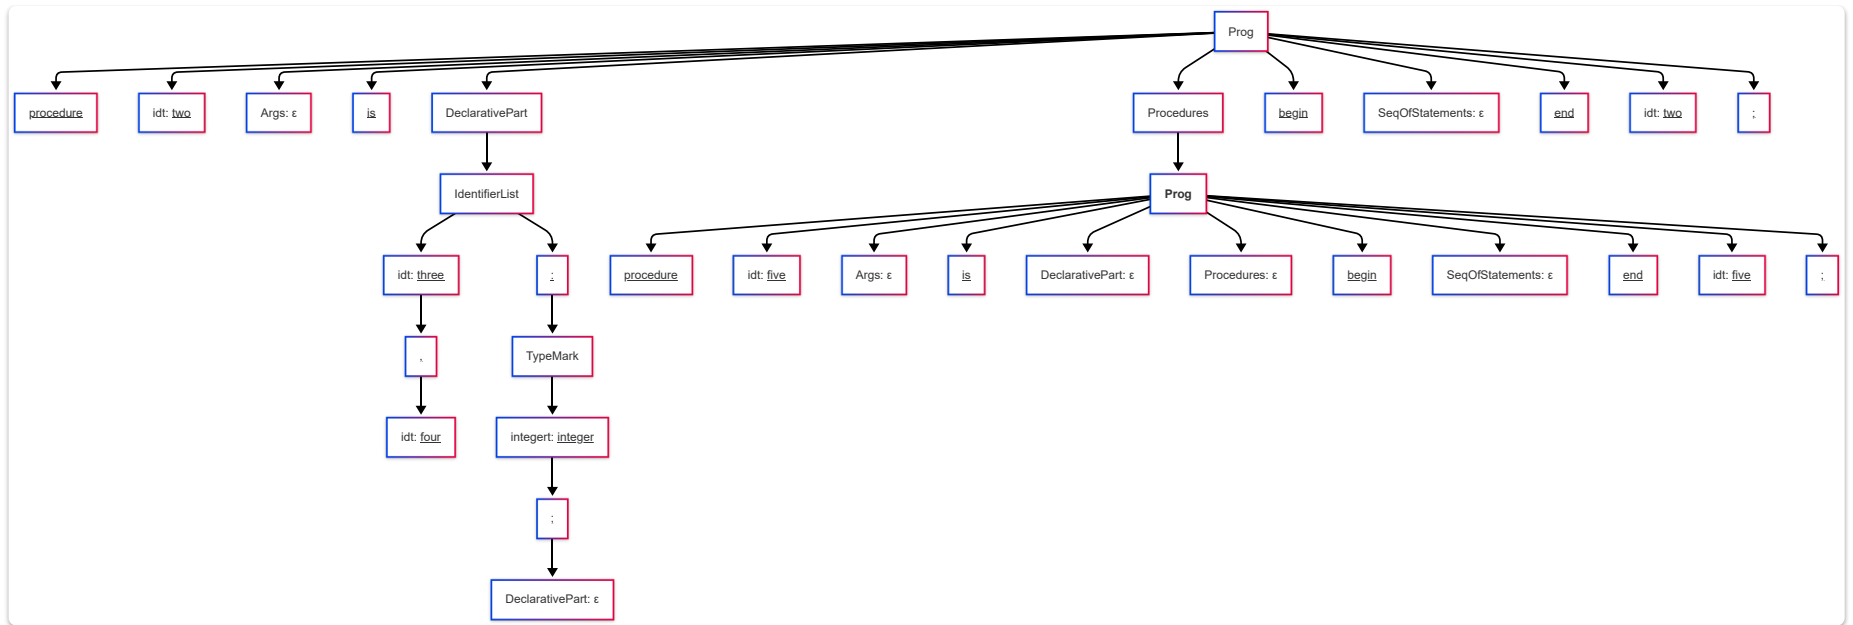 Prog
procedure
idt: two
Args: ε
is
DeclarativePart
Procedures
begin
SeqOfStatements: ε
end
idt: two
;
IdentifierList
Prog
idt: three
:
procedure
idt: five
Args: ε
is
DeclarativePart: ε
Procedures: ε
begin
SeqOfStatements: ε
end
idt: five
;
,
TypeMark
idt: four
integert: integer
;
DeclarativePart: ε